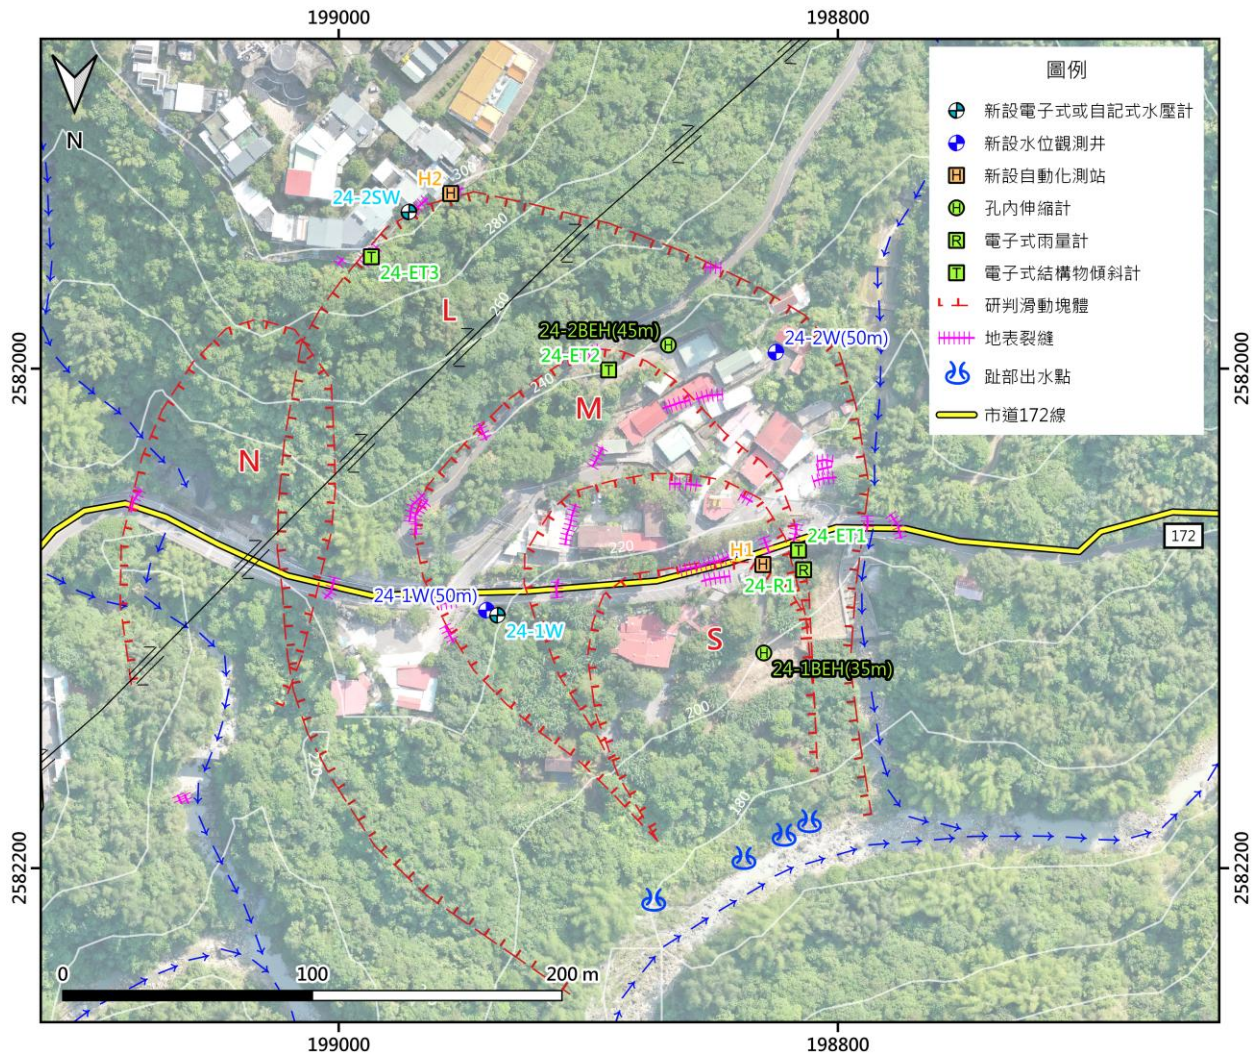 199000
198800
N
圖例
新設電子式或自記式水壓計
新設水位觀測井
H 新設自動化測站
H 孔內伸縮計
R 電子式雨量計
T 電子式結構物傾斜計
研判滑動塊體
地表裂縫
趾部出水點
市道172線
300
H2
H
24-2SW
280
T
24-ET3
260
L
24-2BEH(45m)
H
24-2W(50m)
24-ET2
T
2582000
2582000
240
M
N
24-ET1
T
220
H1
H
R
24-R1
172
24-1W(50m)
24-1W
S
H
24-1BEH(35m)
200
180
2582200
2582200
0
100
200 m
199000
198800